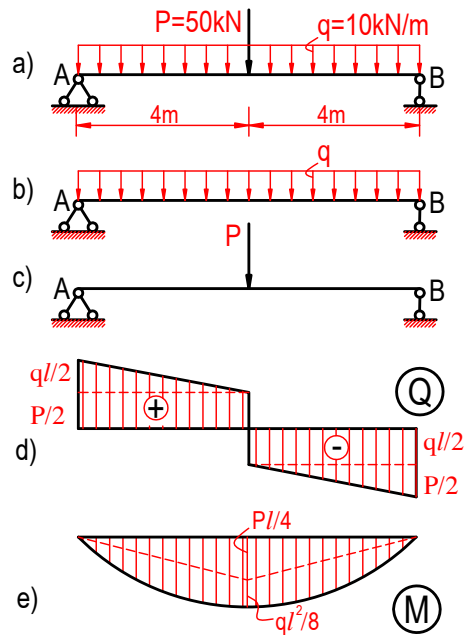 P=50kN q=10kN/m
a) A B
4m 4m
b) A q B
P
c) A B
ql/2 Q
P/2 +
d) - ql/2
P/2
Pl/4
e) ql²/8 M